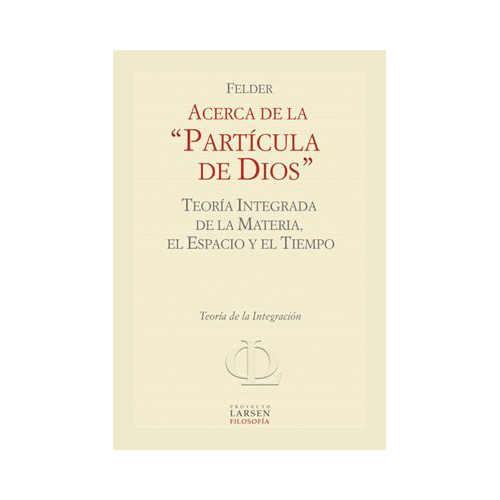 FELDER
ACERCA DE LA
“PARTÍCULA
DE DIOS”
TEORÍA INTEGRADA
DE LA MATERIA,
EL ESPACIO Y EL TIEMPO
Teoría de la Integración
PROYECTO
LARSEN
FILOSOFÍA